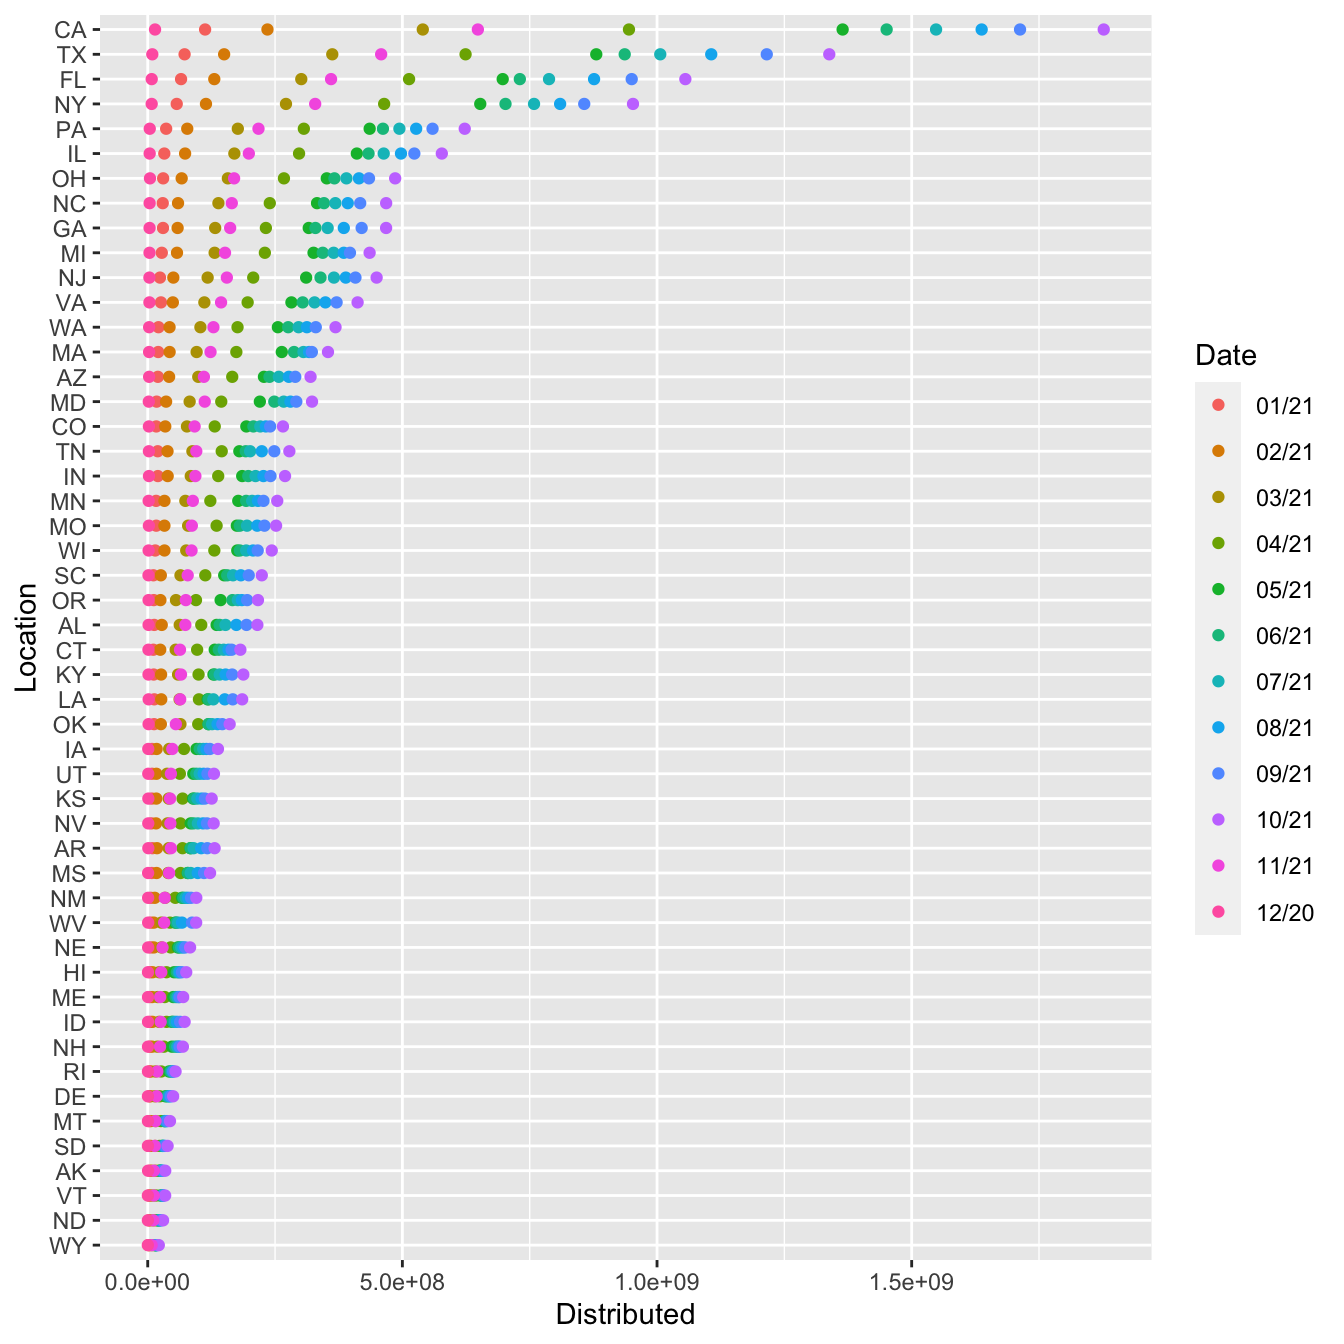 CA
TX
FL
NY
PA
IL
OH
NC
GA
MI
NJ
VA
WA
MA
AZ
MD
CO
TN
IN
MN
MO
WI
SC
OR
AL
CT
KY
LA
OK
IA
UT
KS
NV
AR
MS
NM
WV
NE
HI
ME
ID
NH
RI
DE
MT
SD
AK
VT
ND
WY
Location
0.0e+00 5.0e+08 1.0e+09 1.5e+09
Distributed
Date
01/21
02/21
03/21
04/21
05/21
06/21
07/21
08/21
09/21
10/21
11/21
12/20